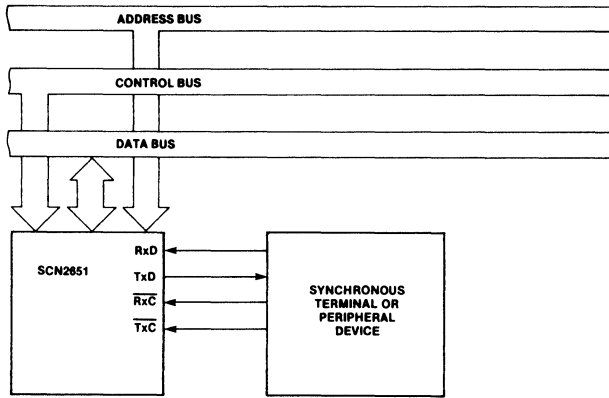 ADDRESS BUS
CONTROL BUS
DATA BUS
SCN2651
RxD
TxD
RxC
TxC
SYNCHRONOUS
TERMINAL OR
PERIPHERAL
DEVICE